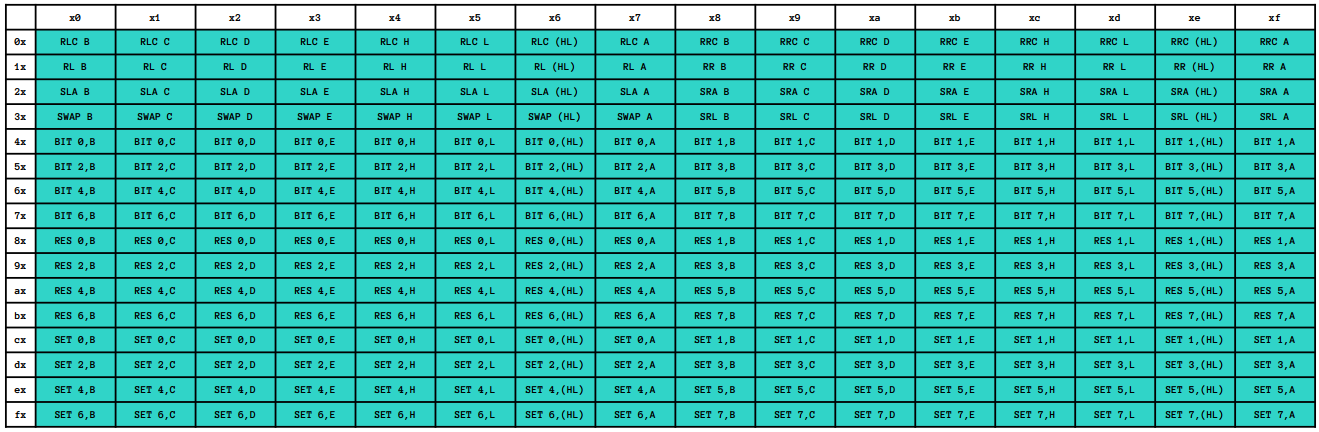 x0 x1 x2 x3 x4 x5 x6 x7 x8 x9 xa xb xc xd xe xf
0x RLC B RLC C RLC D RLC E RLC H RLC L RLC (HL) RLC A RRC B RRC C RRC D RRC E RRC H RRC L RRC (HL) RRC A
1x RL B RL C RL D RL E RL H RL L RL (HL) RL A RR B RR C RR D RR E RR H RR L RR (HL) RR A
2x SLA B SLA C SLA D SLA E SLA H SLA L SLA (HL) SLA A SRA B SRA C SRA D SRA E SRA H SRA L SRA (HL) SRA A
3x SWAP B SWAP C SWAP D SWAP E SWAP H SWAP L SWAP (HL) SWAP A SRL B SRL C SRL D SRL E SRL H SRL L SRL (HL) SRL A
4x BIT 0,B BIT 0,C BIT 0,D BIT 0,E BIT 0,H BIT 0,L BIT 0,(HL) BIT 0,A BIT 1,B BIT 1,C BIT 1,D BIT 1,E BIT 1,H BIT 1,L BIT 1,(HL) BIT 1,A
5x BIT 2,B BIT 2,C BIT 2,D BIT 2,E BIT 2,H BIT 2,L BIT 2,(HL) BIT 2,A BIT 3,B BIT 3,C BIT 3,D BIT 3,E BIT 3,H BIT 3,L BIT 3,(HL) BIT 3,A
6x BIT 4,B BIT 4,C BIT 4,D BIT 4,E BIT 4,H BIT 4,L BIT 4,(HL) BIT 4,A BIT 5,B BIT 5,C BIT 5,D BIT 5,E BIT 5,H BIT 5,L BIT 5,(HL) BIT 5,A
7x BIT 6,B BIT 6,C BIT 6,D BIT 6,E BIT 6,H BIT 6,L BIT 6,(HL) BIT 6,A BIT 7,B BIT 7,C BIT 7,D BIT 7,E BIT 7,H BIT 7,L BIT 7,(HL) BIT 7,A
8x RES 0,B RES 0,C RES 0,D RES 0,E RES 0,H RES 0,L RES 0,(HL) RES 0,A RES 1,B RES 1,C RES 1,D RES 1,E RES 1,H RES 1,L RES 1,(HL) RES 1,A
9x RES 2,B RES 2,C RES 2,D RES 2,E RES 2,H RES 2,L RES 2,(HL) RES 2,A RES 3,B RES 3,C RES 3,D RES 3,E RES 3,H RES 3,L RES 3,(HL) RES 3,A
ax RES 4,B RES 4,C RES 4,D RES 4,E RES 4,H RES 4,L RES 4,(HL) RES 4,A RES 5,B RES 5,C RES 5,D RES 5,E RES 5,H RES 5,L RES 5,(HL) RES 5,A
bx RES 6,B RES 6,C RES 6,D RES 6,E RES 6,H RES 6,L RES 6,(HL) RES 6,A RES 7,B RES 7,C RES 7,D RES 7,E RES 7,H RES 7,L RES 7,(HL) RES 7,A
cx SET 0,B SET 0,C SET 0,D SET 0,E SET 0,H SET 0,L SET 0,(HL) SET 0,A SET 1,B SET 1,C SET 1,D SET 1,E SET 1,H SET 1,L SET 1,(HL) SET 1,A
dx SET 2,B SET 2,C SET 2,D SET 2,E SET 2,H SET 2,L SET 2,(HL) SET 2,A SET 3,B SET 3,C SET 3,D SET 3,E SET 3,H SET 3,L SET 3,(HL) SET 3,A
ex SET 4,B SET 4,C SET 4,D SET 4,E SET 4,H SET 4,L SET 4,(HL) SET 4,A SET 5,B SET 5,C SET 5,D SET 5,E SET 5,H SET 5,L SET 5,(HL) SET 5,A
fx SET 6,B SET 6,C SET 6,D SET 6,E SET 6,H SET 6,L SET 6,(HL) SET 6,A SET 7,B SET 7,C SET 7,D SET 7,E SET 7,H SET 7,L SET 7,(HL) SET 7,A